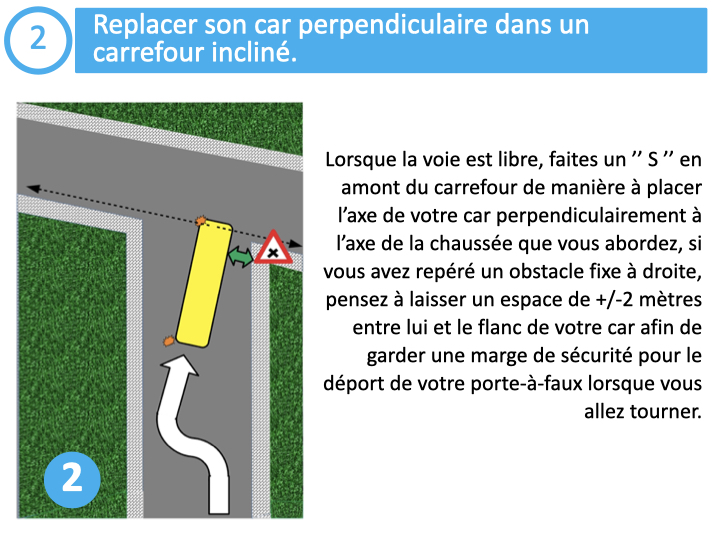 2
Replacer son car perpendiculaire dans un
carrefour incliné.
Lorsque la voie est libre, faites un ’’ S ’’ en
amont du carrefour de manière à placer
l’axe de votre car perpendiculairement à
l’axe de la chaussée que vous abordez, si
vous avez repéré un obstacle fixe à droite,
pensez à laisser un espace de +/-2 mètres
entre lui et le flanc de votre car afin de
garder une marge de sécurité pour le
déport de votre porte-à-faux lorsque vous
allez tourner.
2